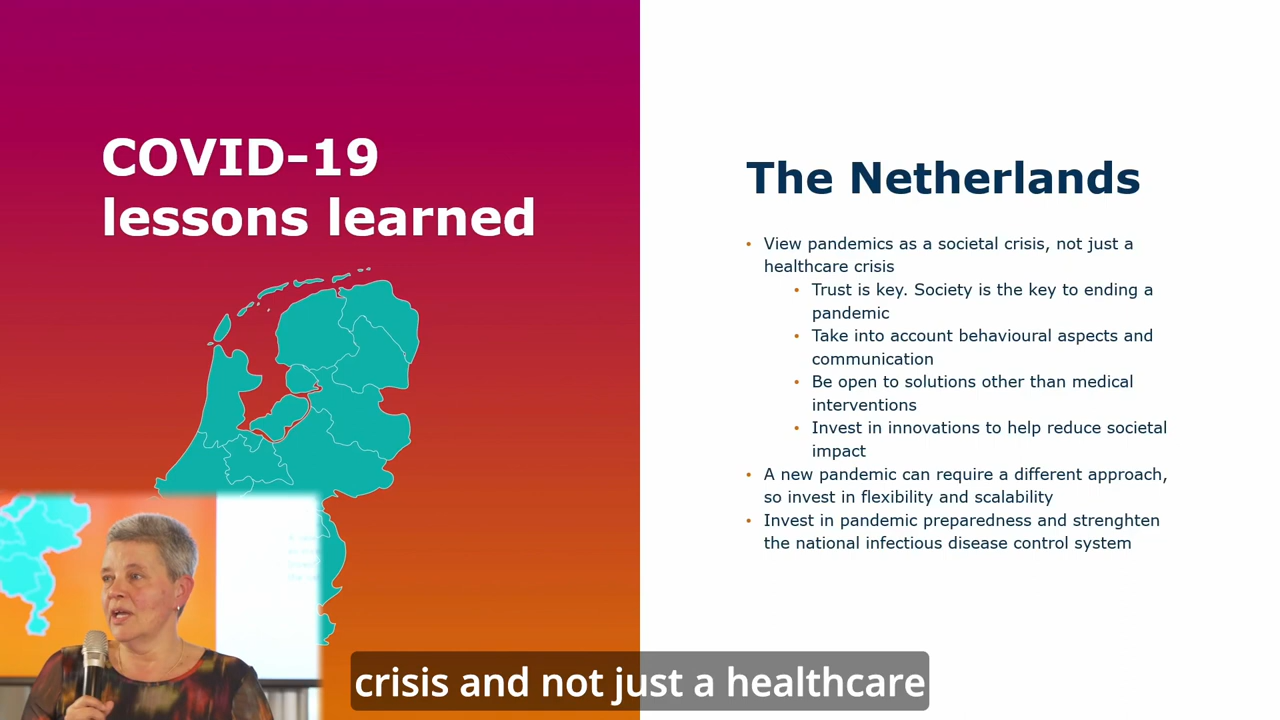 COVID-19
lessons learned
The Netherlands
• View pandemics as a societal crisis, not just a
healthcare crisis
• Trust is key. Society is the key to ending a
pandemic
• Take into account behavioural aspects and
communication
• Be open to solutions other than medical
interventions
• Invest in innovations to help reduce societal
impact
• A new pandemic can require a different approach,
so invest in flexibility and scalability
• Invest in pandemic preparedness and strenghten
the national infectious disease control system
crisis and not just a healthcare